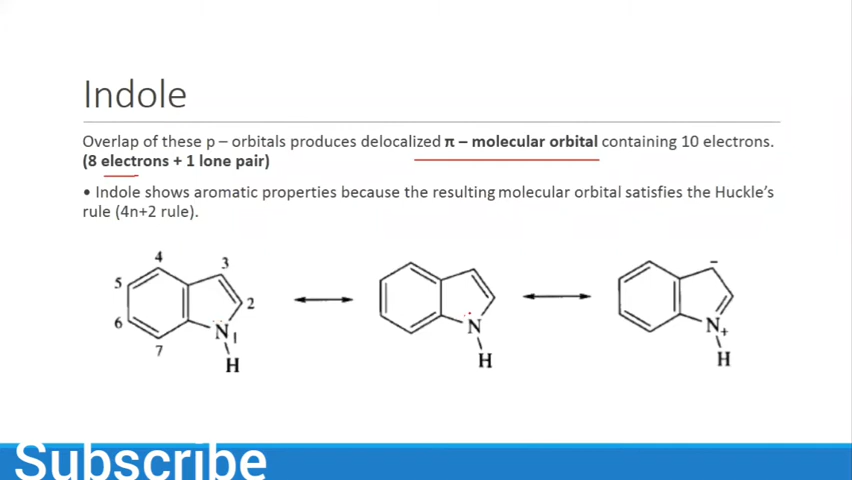 Indole
Overlap of these p – orbitals produces delocalized π – molecular orbital containing 10 electrons.
(8 electrons + 1 lone pair)
• Indole shows aromatic properties because the resulting molecular orbital satisfies the Huckle's
rule (4n+2 rule).
4
3
5
2
6
N 1
7
H
N
H
–
N+
H
Subscribe